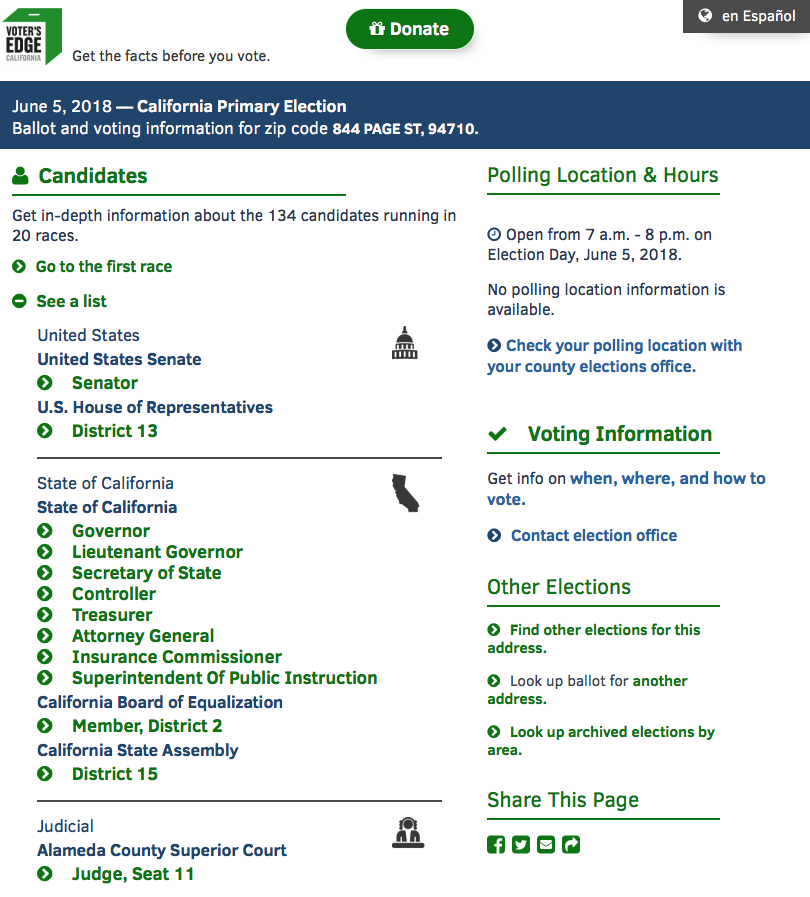 VOTER'S
EDGE
CALIFORNIA
Get the facts before you vote.
Donate
en Español
June 5, 2018 — California Primary Election
Ballot and voting information for zip code 844 PAGE ST, 94710.
Candidates
Get in-depth information about the 134 candidates running in
20 races.
Go to the first race
See a list
United States
United States Senate
Senator
U.S. House of Representatives
District 13
State of California
State of California
Governor
Lieutenant Governor
Secretary of State
Controller
Treasurer
Attorney General
Insurance Commissioner
Superintendent Of Public Instruction
California Board of Equalization
Member, District 2
California State Assembly
District 15
Judicial
Alameda County Superior Court
Judge, Seat 11
Polling Location & Hours
Open from 7 a.m. - 8 p.m. on
Election Day, June 5, 2018.
No polling location information is
available.
Check your polling location with
your county elections office.
Voting Information
Get info on when, where, and how to
vote.
Contact election office
Other Elections
Find other elections for this
address.
Look up ballot for another
address.
Look up archived elections by
area.
Share This Page